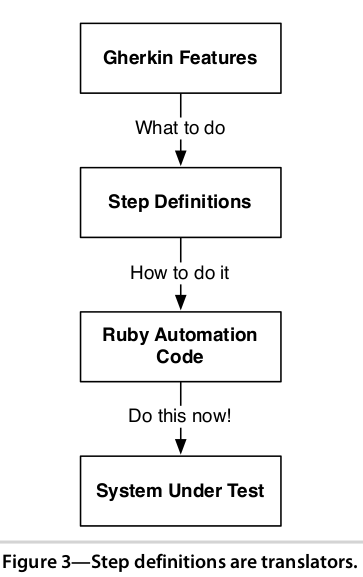 Gherkin Features
What to do
Step Definitions
How to do it
Ruby Automation
Code
Do this now!
System Under Test
Figure 3—Step definitions are translators.